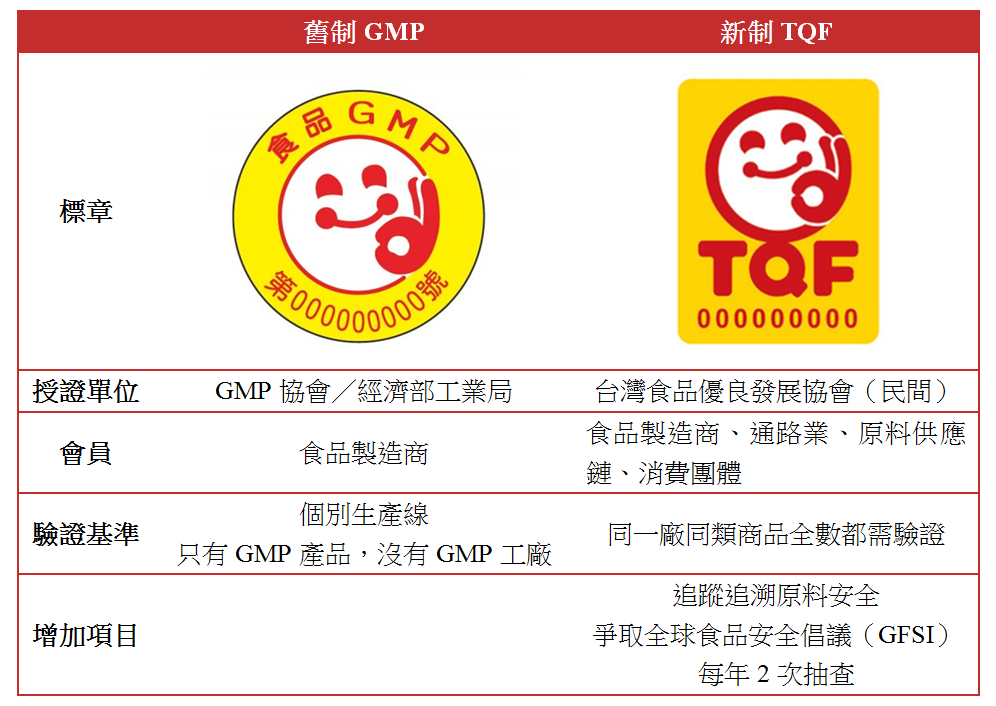 舊制 GMP
新制 TQF
標章
食品GMP
第000000000號
TQF
000000000
授證單位
GMP 協會／經濟部工業局
台灣食品優良發展協會（民間）
會員
食品製造商
食品製造商、通路業、原料供應
鏈、消費團體
驗證基準
個別生產線
只有 GMP 產品，沒有 GMP 工廠
同一廠同類商品全數都需驗證
增加項目
追蹤追溯原料安全
爭取全球食品安全倡議（GFSI）
每年 2 次抽查